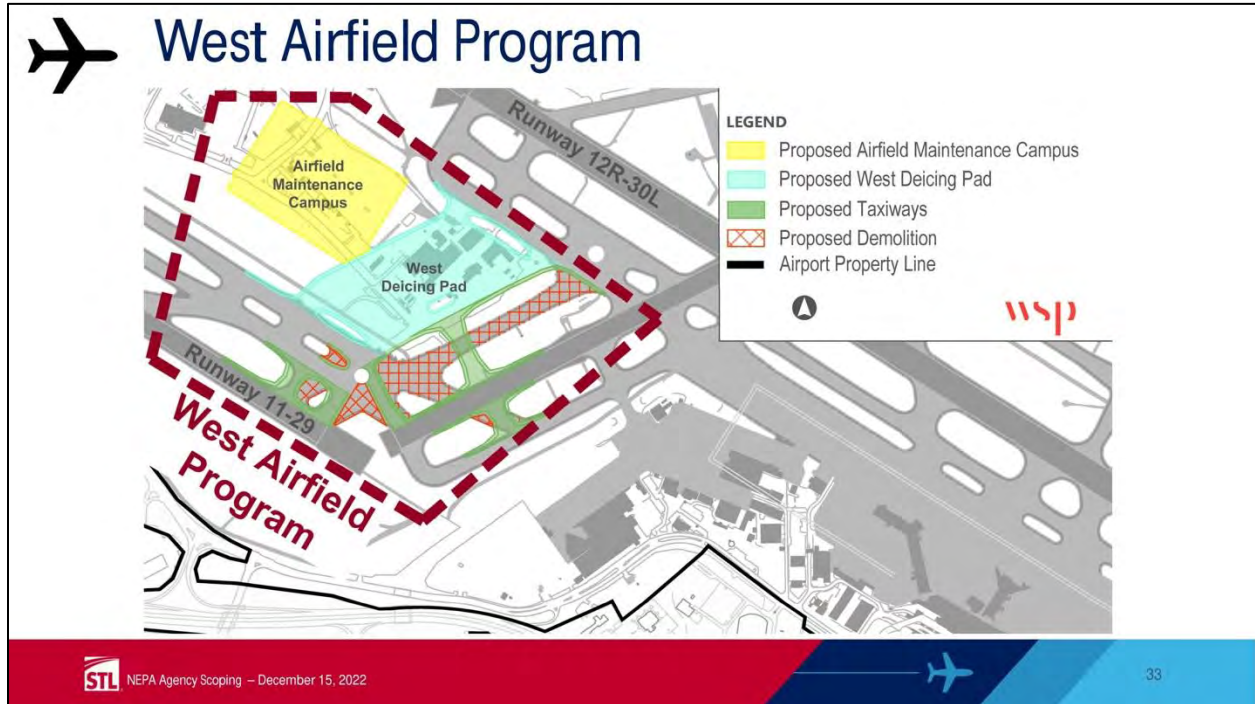 West Airfield Program
Runway 12R-30L
Airfield
Maintenance
Campus
West
Deicing Pad
Runway 11-29
West Airfield
Program
LEGEND
Proposed Airfield Maintenance Campus
Proposed West Deicing Pad
Proposed Taxiways
Proposed Demolition
Airport Property Line
wsp
STL NEPA Agency Scoping – December 15, 2022
33